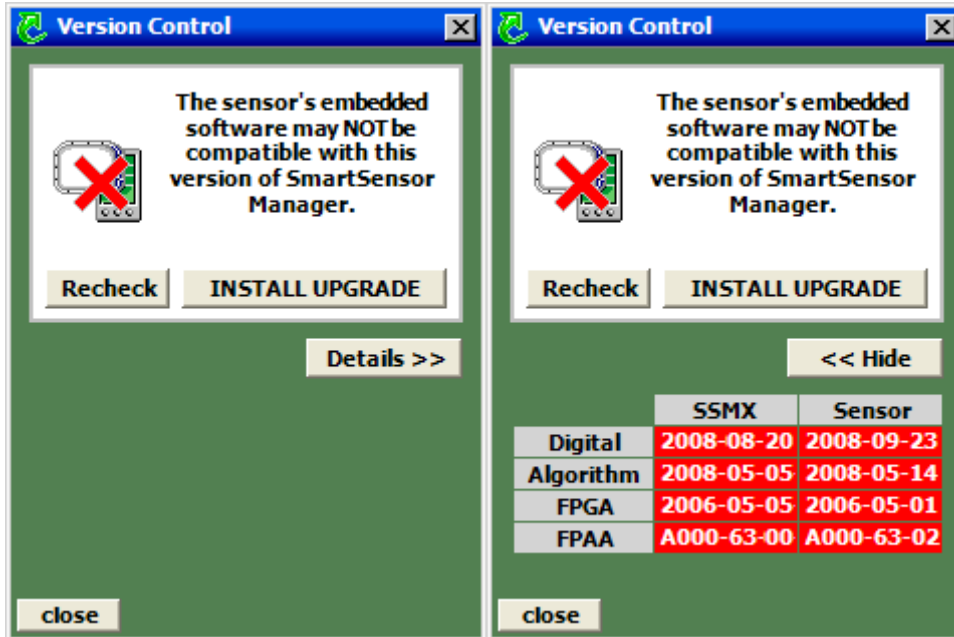 Version Control
The sensor's embedded
software may NOT be
compatible with this
version of SmartSensor
Manager.
Recheck INSTALL UPGRADE
Details >>
close
Version Control
The sensor's embedded
software may NOT be
compatible with this
version of SmartSensor
Manager.
Recheck INSTALL UPGRADE
<< Hide
SSMX Sensor
Digital 2008-08-20 2008-09-23
Algorithm 2008-05-05 2008-05-14
FPGA 2006-05-05 2006-05-01
FPAA A000-63-00 A000-63-02
close